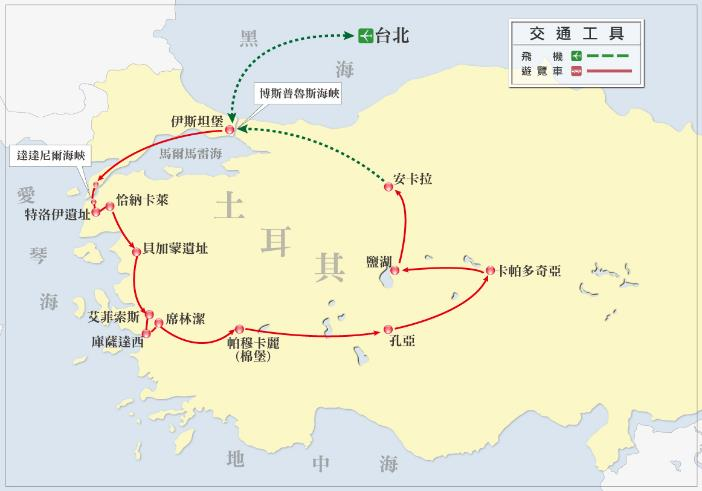 交通工具
飛機
遊覽車
台北
黑海
博斯普魯斯海峽
伊斯坦堡
馬爾馬雷海
達達尼爾海峽
愛琴海
恰納卡萊
特洛伊遺址
安卡拉
土耳其
貝加蒙遺址
鹽湖
卡帕多奇亞
艾菲索斯
席林潔
庫薩達西
帕穆卡麗
(棉堡)
孔亞
地中海